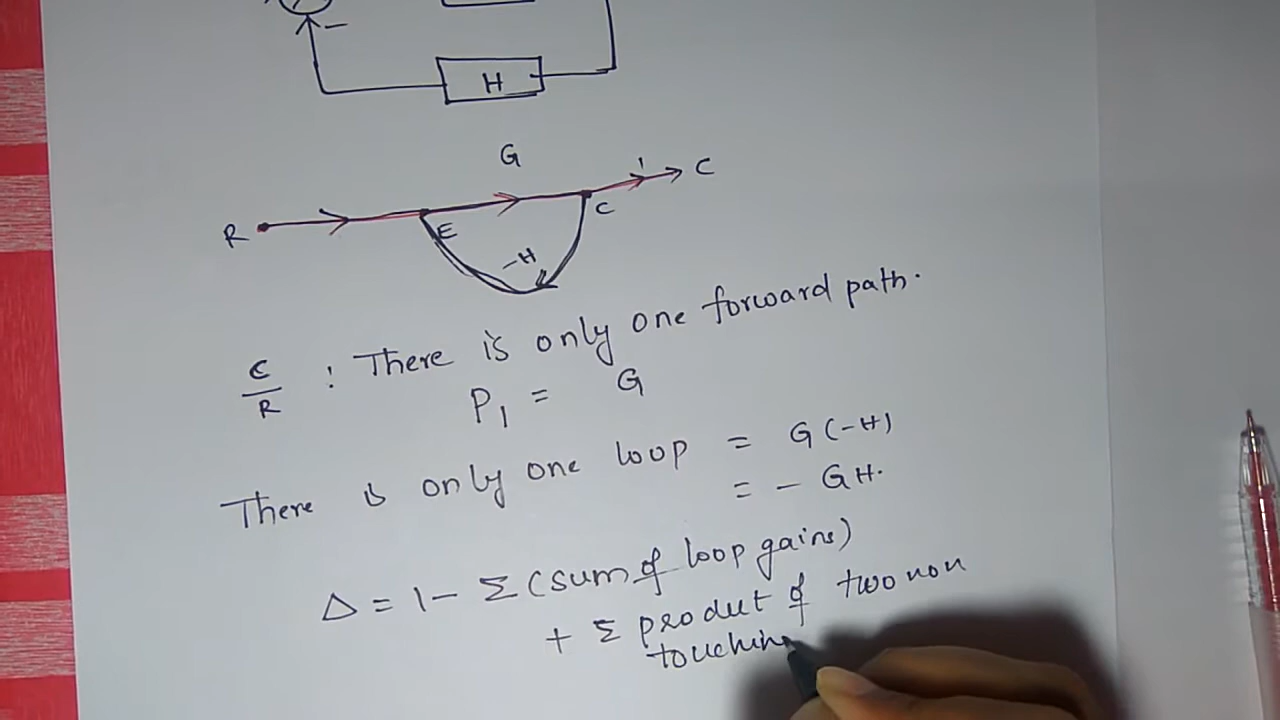 −
H
G
1
C
R
E
C
−H
C/R : There is only one forward path.
P1 = G
There is only one loop = G(-H)
= - GH.
Δ = 1 - Σ (sum of loop gains)
+ Σ product of two non
touching